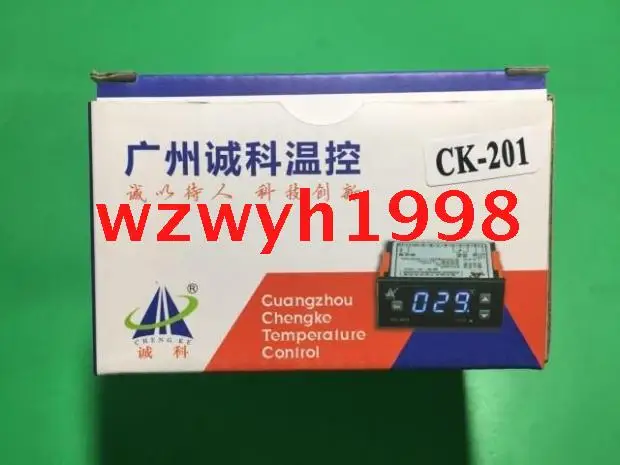 广州诚科温控
CK-201
诚以待人 科技创新
wzwyh1998
029
®
CHENG KE
诚科
Guangzhou
Chengke
Temperature
Control